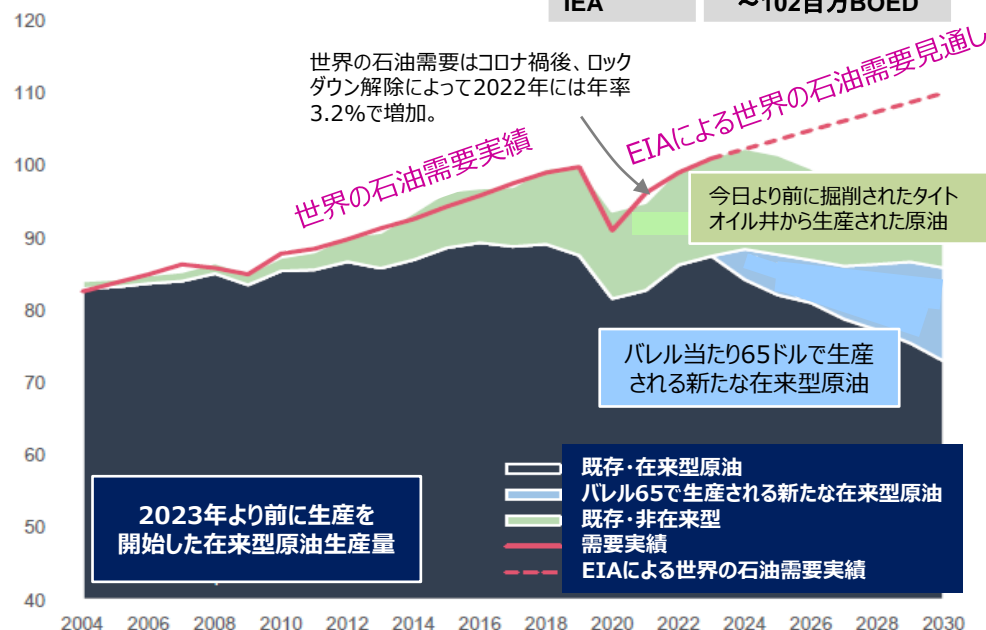 IEA
～102百万BOED
120
110
100
90
80
70
60
50
40
世界の石油需要はコロナ禍後、ロック
ダウン解除によって2022年には年率
3.2%で増加。
世界の石油需要実績
EIAによる世界の石油需要見通し
今日より前に掘削されたタイト
オイル井から生産された原油
バレル当たり65ドルで生産
される新たな在来型原油
2023年より前に生産を
開始した在来型原油生産量
既存・在来型原油
バレル65で生産される新たな在来型原油
既存・非在来型
需要実績
EIAによる世界の石油需要実績
2004 2006 2008 2010 2012 2014 2016 2018 2020 2022 2024 2026 2028 2030